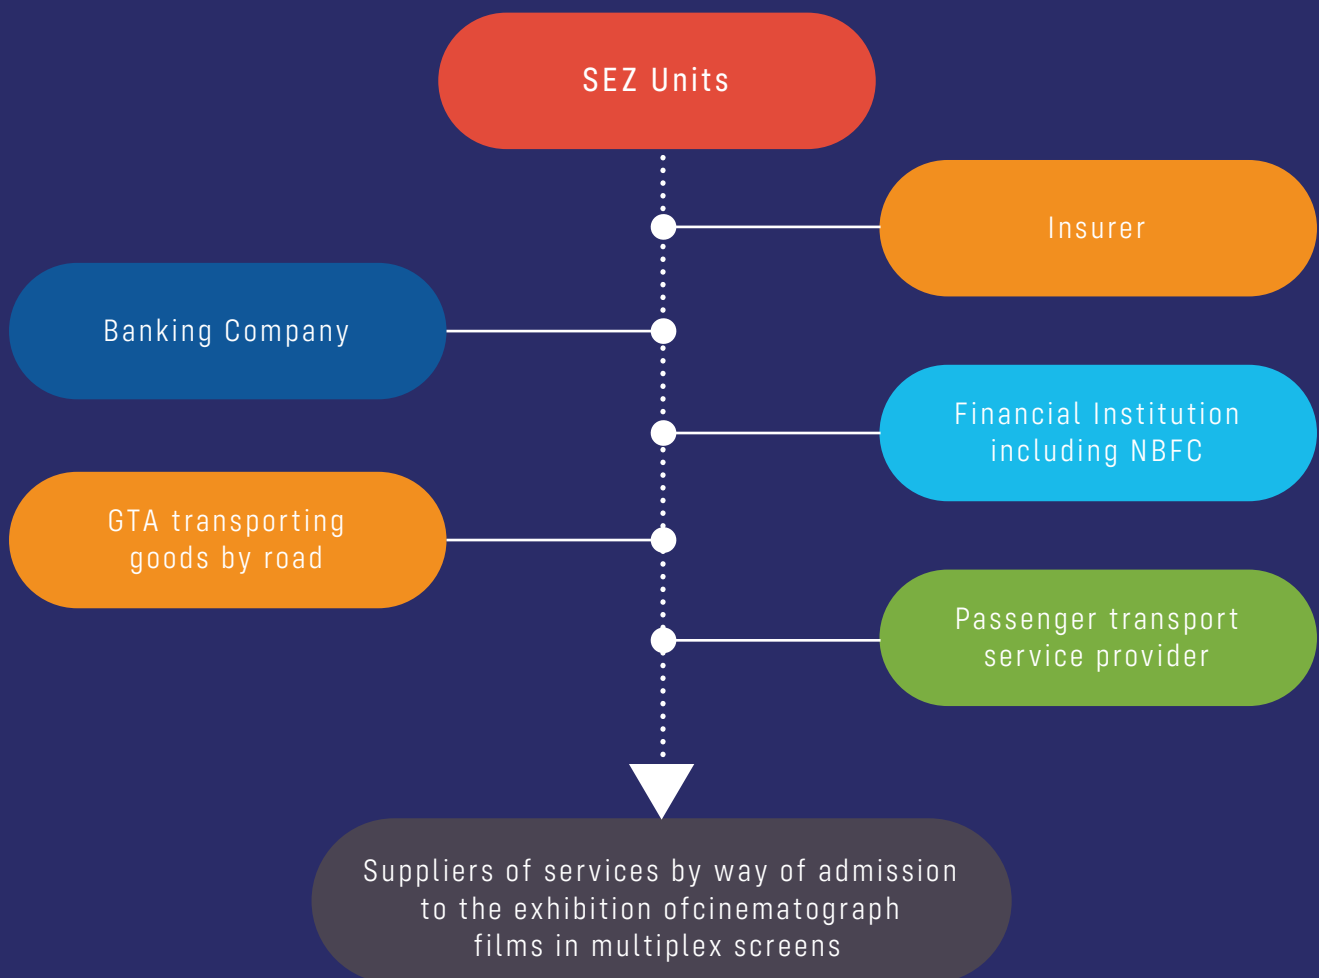 SEZ Units
Insurer
Banking Company
Financial Institution
including NBFC
GTA transporting
goods by road
Passenger transport
service provider
Suppliers of services by way of admission
to the exhibition ofcinematograph
films in multiplex screens